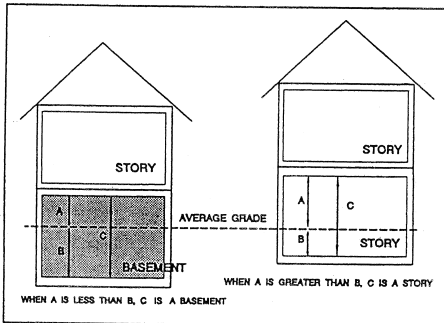 STORY
STORY
A
C
B
BASEMENT
AVERAGE GRADE
A
C
B
STORY
WHEN A IS LESS THAN B, C IS A BASEMENT
WHEN A IS GREATER THAN B, C IS A STORY